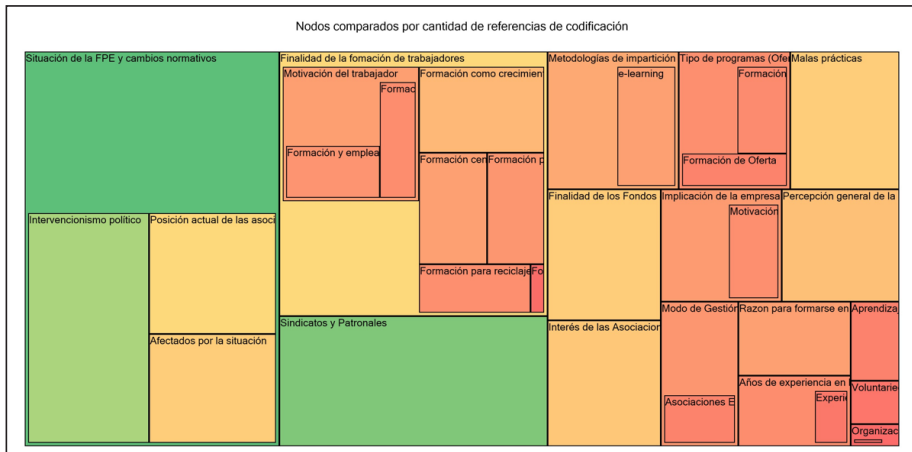 Nodos comparados por cantidad de referencias de codificación
Situación de la FPE y cambios normativos
Intervencionismo político
Posición actual de las asoci
Afectados por la situación
Finalidad de la fomación de trabajadores
Motivación del trabajador
Formac
Formación y emplea
Formación como crecimien
Formación cen
Formación p
Formación para reciclaje
Fo
Sindicatos y Patronales
Metodologías de impartición
e-learning
Tipo de programas (Ofer
Formación
Formación de Oferta
Malas prácticas
Finalidad de los Fondos
Implicación de la empresa
Motivación
Percepción general de la
Interés de las Asociacion
Modo de Gestión
Asociaciones E
Razon para formarse en
Años de experiencia en l
Experie
Aprendizaj
Voluntarie
Organizac